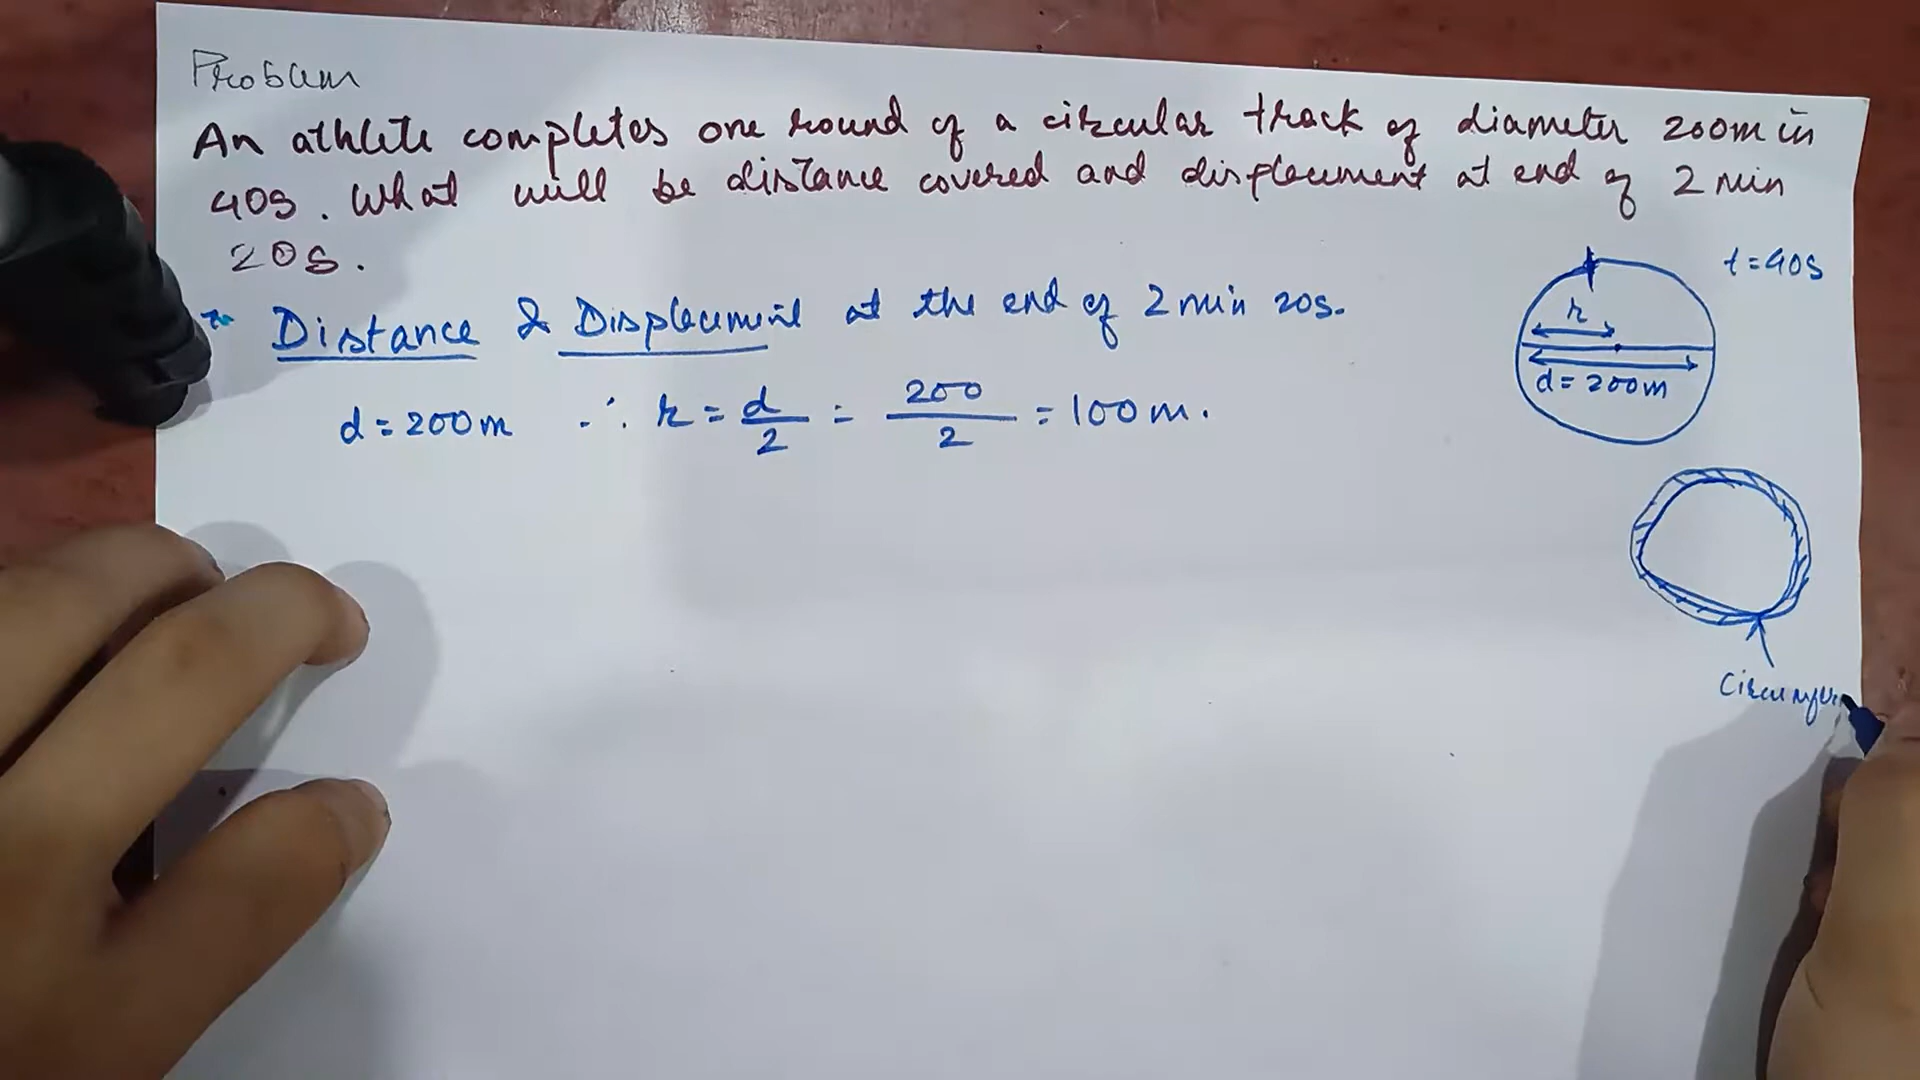 Problem
An athlete completes one round of a circular track of diameter 200m in
40s. What will be distance covered and displacement at end of 2 min
20s.
Distance & Displacement at the end of 2 min 20s.
d = 200m ∴ r = d/2 = 200/2 = 100m.
t = 40s
r
d = 200m
Circumfer